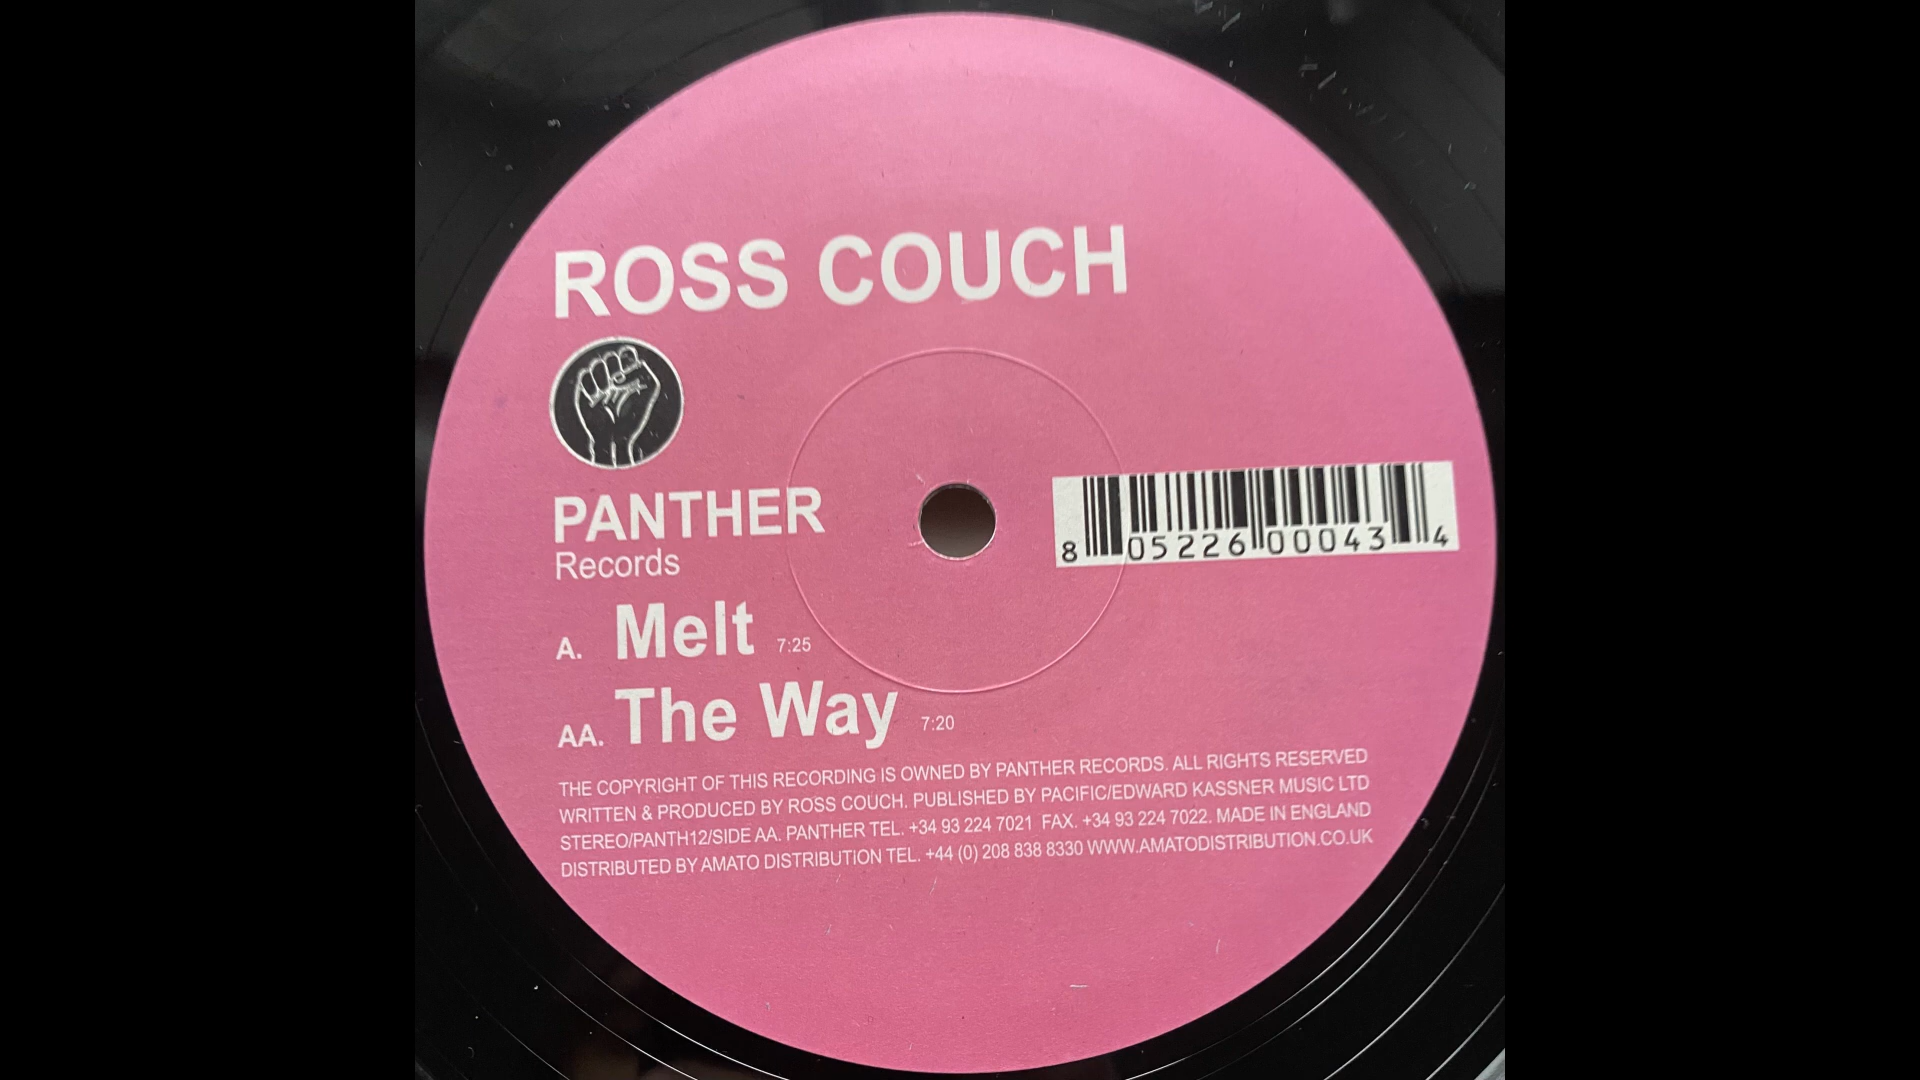 ROSS COUCH
PANTHER
Records
8 05226 00043 4
A. Melt 7:25
AA. The Way 7:20
THE COPYRIGHT OF THIS RECORDING IS OWNED BY PANTHER RECORDS. ALL RIGHTS RESERVED
WRITTEN & PRODUCED BY ROSS COUCH. PUBLISHED BY PACIFIC/EDWARD KASSNER MUSIC LTD
STEREO/PANTH12/SIDE AA. PANTHER TEL. +34 93 224 7021 FAX. +34 93 224 7022. MADE IN ENGLAND
DISTRIBUTED BY AMATO DISTRIBUTION TEL. +44 (0) 208 838 8330 WWW.AMATODISTRIBUTION.CO.UK